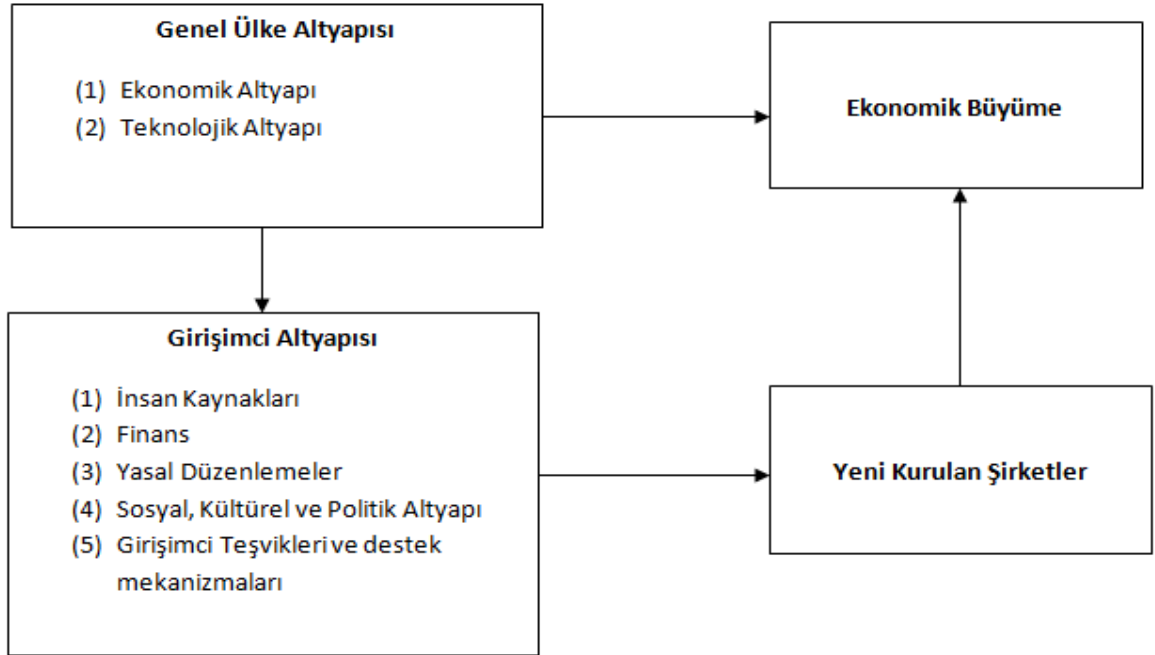 Genel Ülke Altyapısı
(1) Ekonomik Altyapı
(2) Teknolojik Altyapı
Ekonomik Büyüme
Girişimci Altyapısı
(1) İnsan Kaynakları
(2) Finans
(3) Yasal Düzenlemeler
(4) Sosyal, Kültürel ve Politik Altyapı
(5) Girişimci Teşvikleri ve destek
mekanizmaları
Yeni Kurulan Şirketler